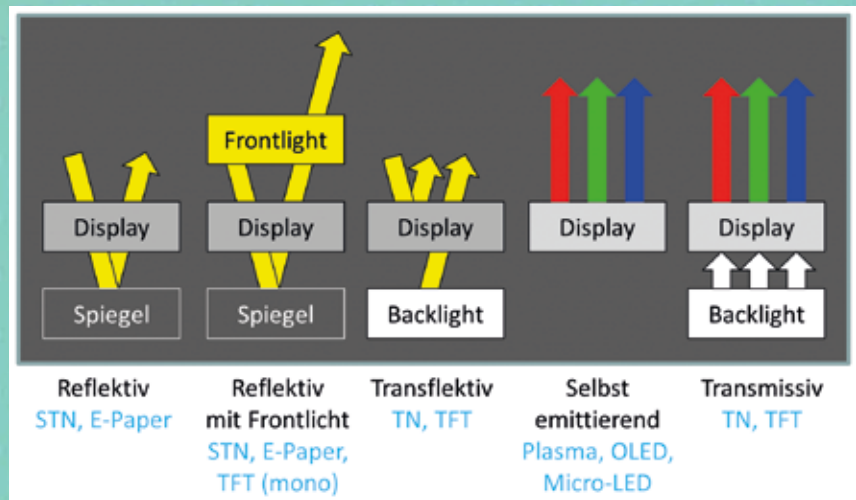 Frontlight
Display
Display
Display
Display
Display
Spiegel
Spiegel
Backlight
Backlight
Reflektiv
STN, E-Paper
Reflektiv
mit Frontlicht
STN, E-Paper,
TFT (mono)
Transflektiv
TN, TFT
Selbst
emittierend
Plasma, OLED,
Micro-LED
Transmissiv
TN, TFT